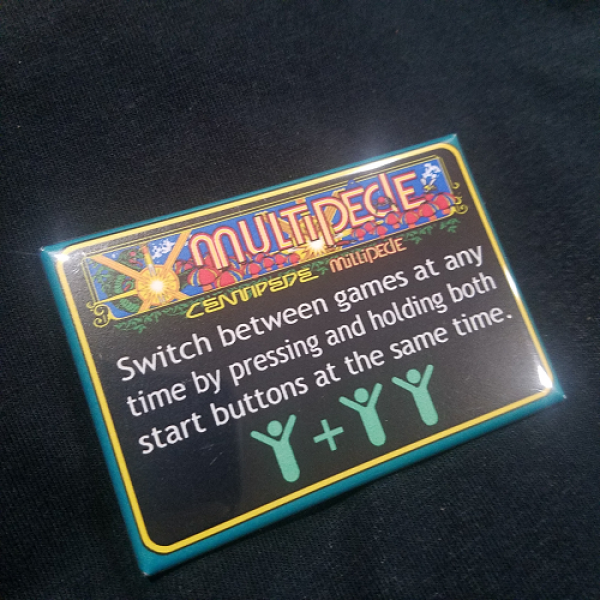 MULTIPEDE
CENTIPEDE + MILLIPEDE
Switch between games at any
time by pressing and holding both
start buttons at the same time.
+